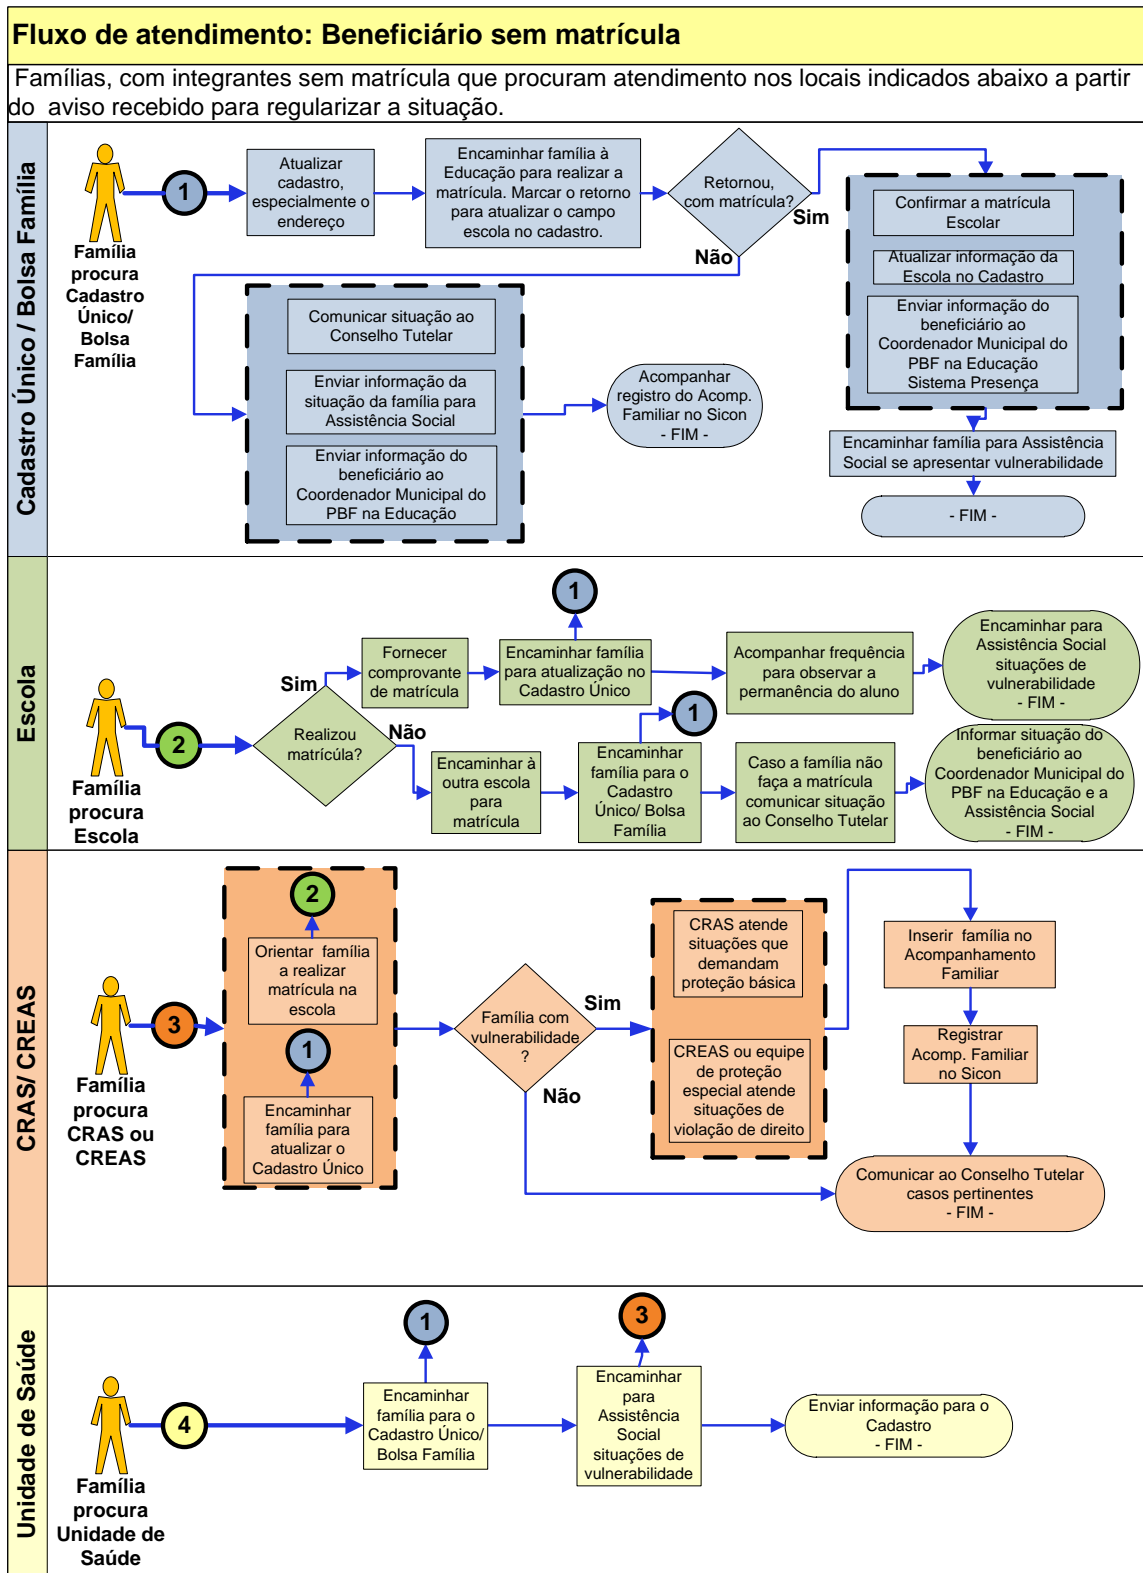 Fluxo de atendimento: Beneficiário sem matrícula
Famílias, com integrantes sem matrícula que procuram atendimento nos locais indicados abaixo a partir
do aviso recebido para regularizar a situação.
Cadastro Único / Bolsa Família
Família
procura
Cadastro
Único/
Bolsa
Família
1
Atualizar
cadastro,
especialmente o
endereço
Encaminhar família à
Educação para realizar a
matrícula. Marcar o retorno
para atualizar o campo
escola no cadastro.
Retornou,
com matrícula?
Sim
Não
Confirmar a matrícula
Escolar
Atualizar informação da
Escola no Cadastro
Enviar informação do
beneficiário ao
Coordenador Municipal do
PBF na Educação
Sistema Presença
Encaminhar família para Assistência
Social se apresentar vulnerabilidade
- FIM -
Comunicar situação ao
Conselho Tutelar
Enviar informação da
situação da família para
Assistência Social
Enviar informação do
beneficiário ao
Coordenador Municipal do
PBF na Educação
Acompanhar
registro do Acomp.
Familiar no Sicon
- FIM -
Escola
Família
procura
Escola
2
Realizou
matrícúla?
Sim
Fornecer
comprovante
de matrícula
Encaminhar família
para atualização no
Cadastro Único
1
Acompanhar frequência
para observar a
permanência do aluno
Encaminhar para
Assistência Social
situações de
vulnerabilidade
- FIM -
Não
Encaminhar à
outra escola
para
matrícula
Encaminhar
família para o
Cadastro
Único/ Bolsa
Família
1
Caso a família não
faça a matrícula
comunicar situação
ao Conselho Tutelar
Informar situação do
beneficiário ao
Coordenador Municipal do
PBF na Educação e a
Assistência Social
- FIM -
CRAS/ CREAS
Família
procura
CRAS ou
CREAS
3
2
Orientar família
a realizar
matrícula na
escola
1
Encaminhar
família para
atualizar o
Cadastro Único
Família com
vulnerabilidade
?
Sim
Não
CRAS atende
situações que
demandam
proteção básica
CREAS ou equipe
de proteção
especial atende
situações de
violação de direito
Inserir família no
Acompanhamento
Familiar
Registrar
Acomp. Familiar
no Sicon
Comunicar ao Conselho Tutelar
casos pertinentes
- FIM -
Unidade de Saúde
Família
procura
Unidade de
Saúde
4
1
Encaminhar
família para o
Cadastro Único/
Bolsa Família
3
Encaminhar
para
Assistência
Social
situações de
vulnerabilidade
Enviar informação para o
Cadastro
- FIM -